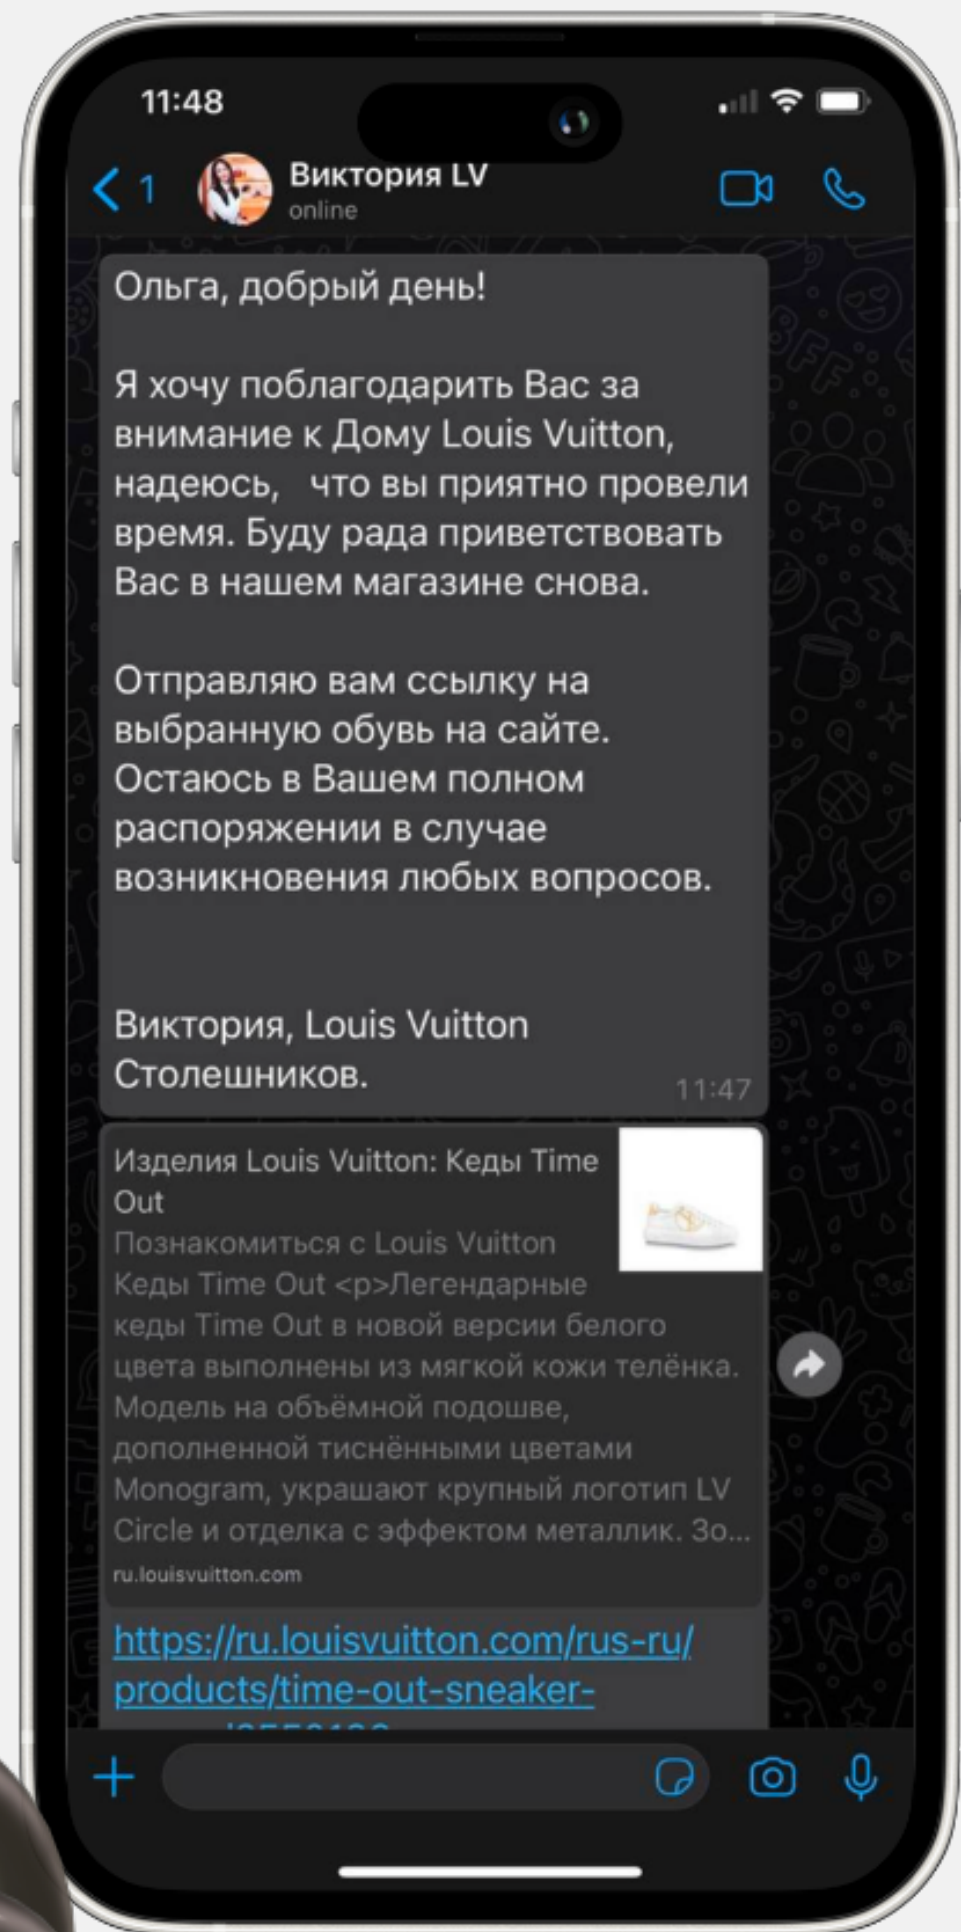 11:48
1
Виктория LV
online
Ольга, добрый день!
Я хочу поблагодарить Вас за
внимание к Дому Louis Vuitton,
надеюсь,   что вы приятно провели
время. Буду рада приветствовать
Вас в нашем магазине снова.
Отправляю вам ссылку на
выбранную обувь на сайте.
Остаюсь в Вашем полном
распоряжении в случае
возникновения любых вопросов.
Виктория, Louis Vuitton
Столешников.
11:47
Изделия Louis Vuitton: Кеды Time
Out
Познакомиться с Louis Vuitton
Кеды Time Out <p>Легендарные
кеды Time Out в новой версии белого
цвета выполнены из мягкой кожи телёнка.
Модель на объёмной подошве,
дополненной тиснёнными цветами
Monogram, украшают крупный логотип LV
Circle и отделка с эффектом металлик. Зо...
ru.louisvuitton.com
https://ru.louisvuitton.com/rus-ru/
products/time-out-sneaker-